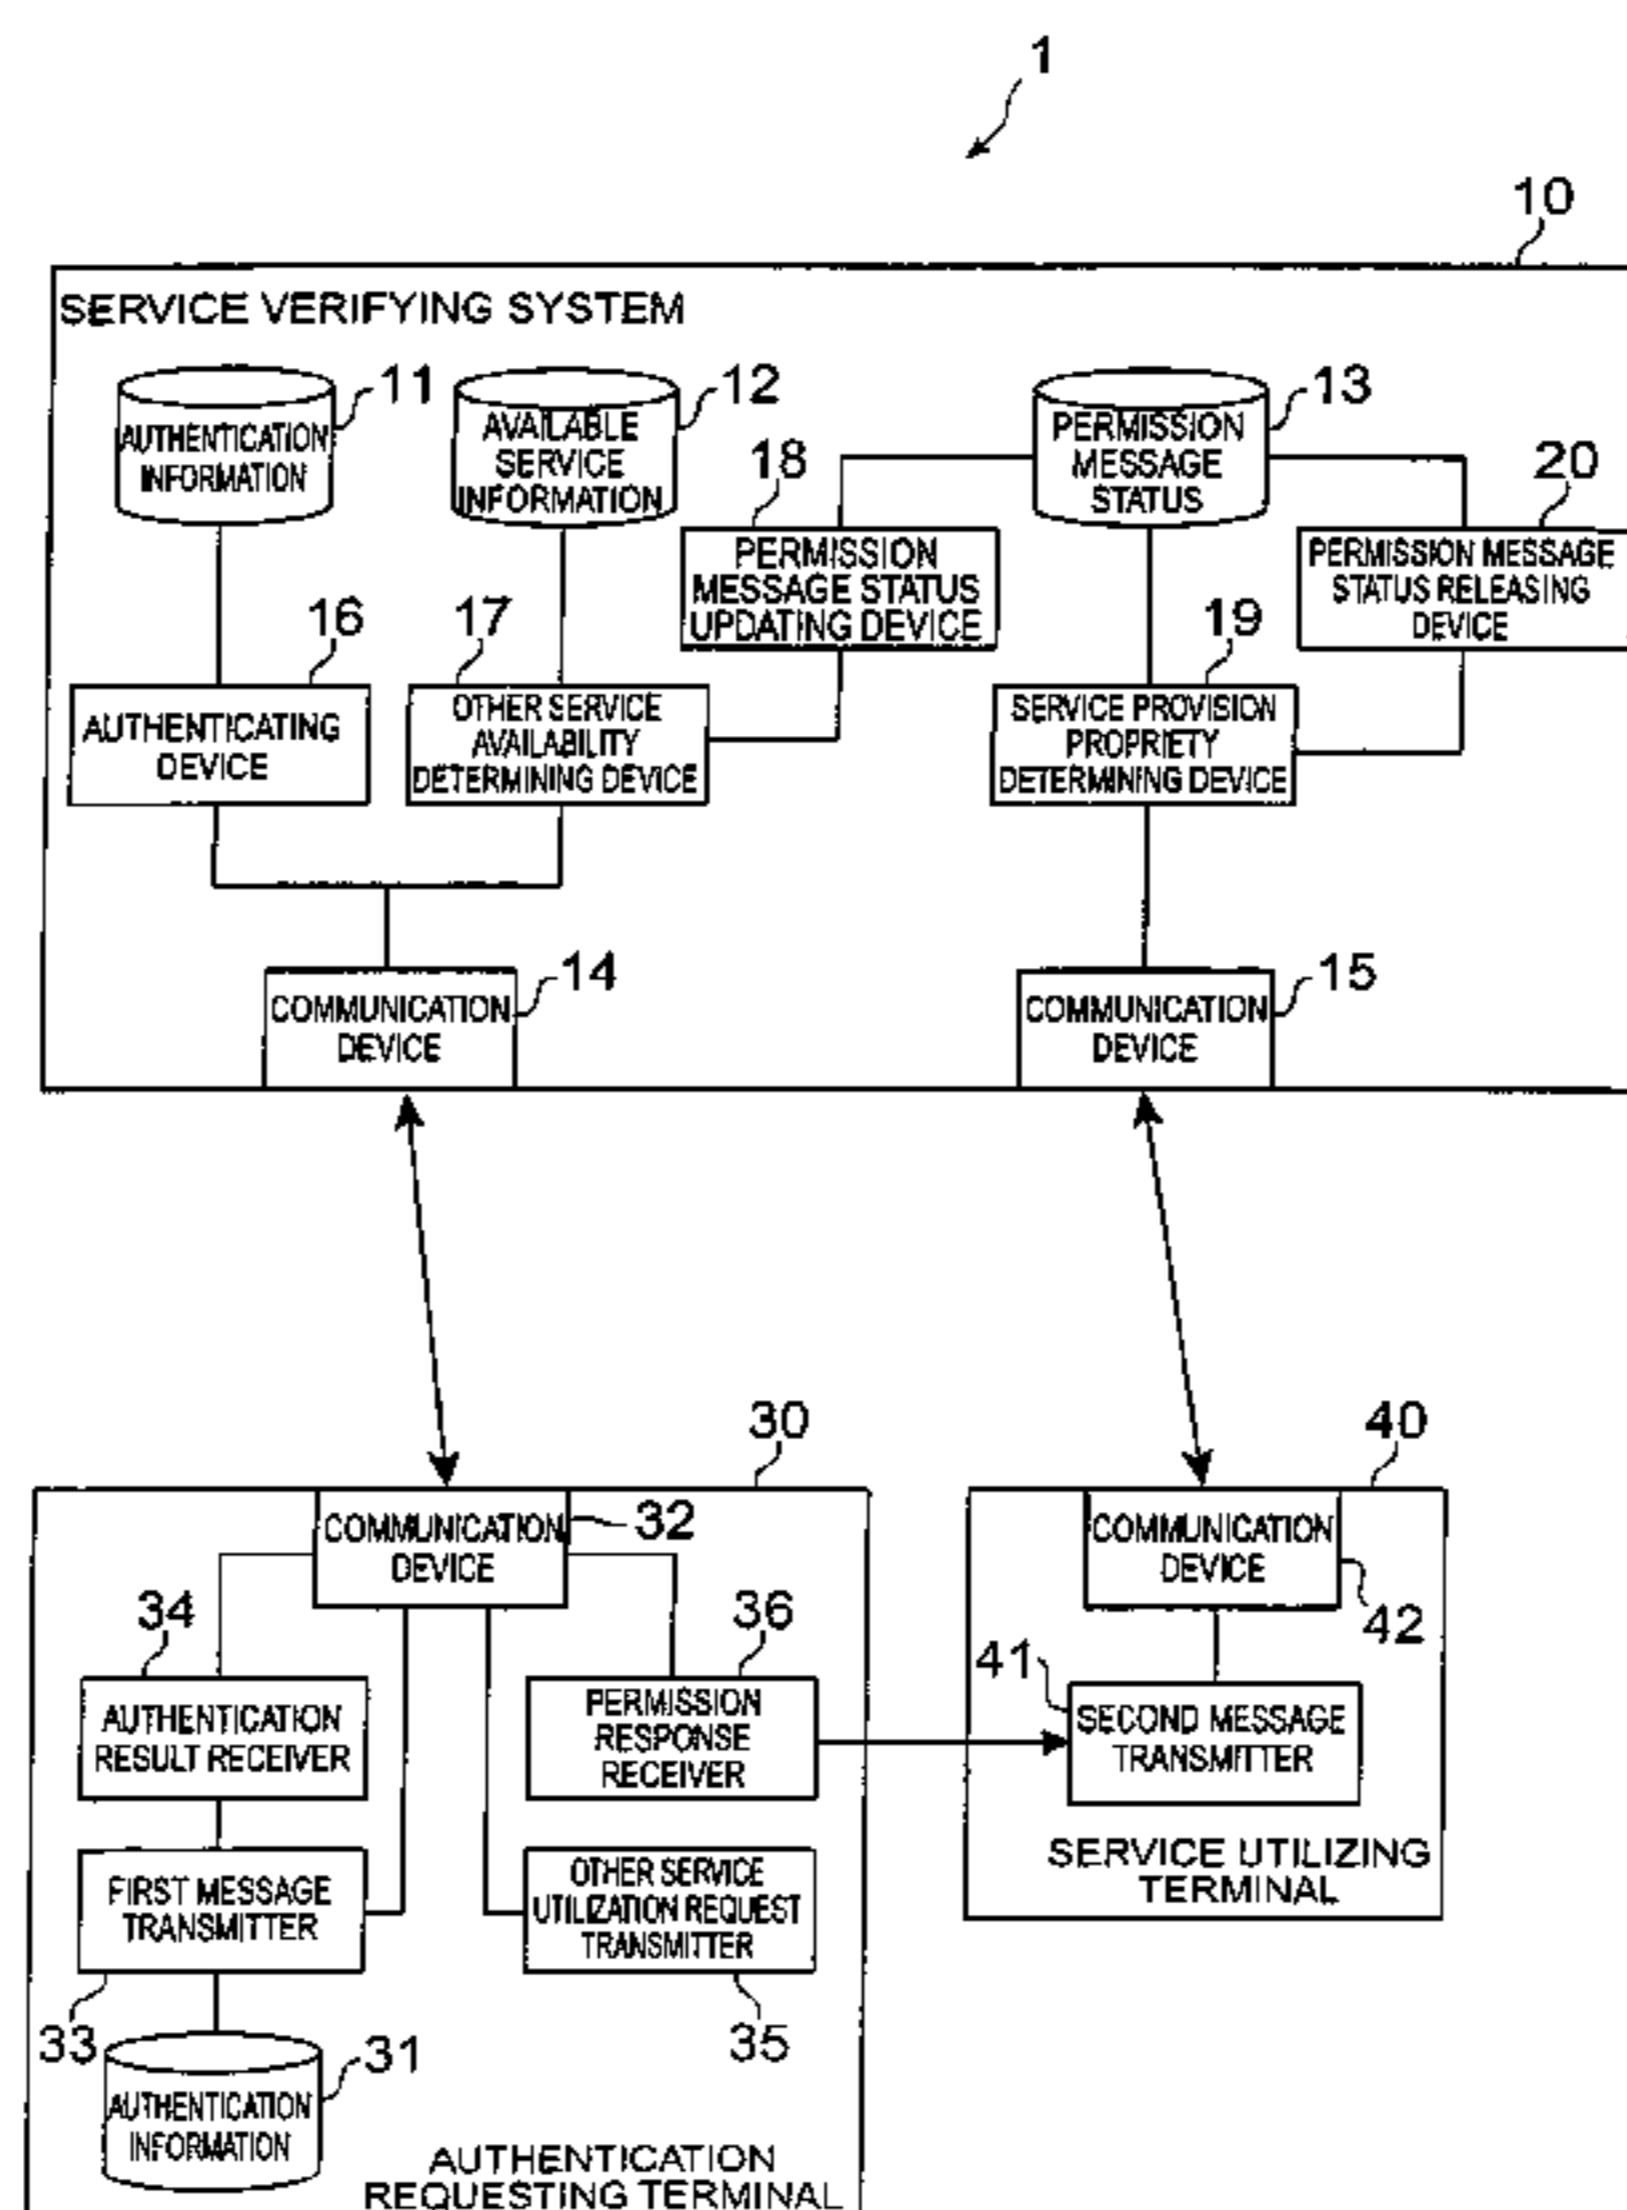 1
10
SERVICE VERIFYING SYSTEM
11
AUTHENTICATION
INFORMATION
12
AVAILABLE
SERVICE
INFORMATION
13
PERMISSION
MESSAGE
STATUS
18
PERMISSION
MESSAGE STATUS
UPDATING DEVICE
20
PERMISSION MESSAGE
STATUS RELEASING
DEVICE
16
AUTHENTICATING
DEVICE
17
OTHER SERVICE
AVAILABILITY
DETERMINING DEVICE
19
SERVICE PROVISION
PROPRIETY
DETERMINING DEVICE
14
COMMUNICATION
DEVICE
15
COMMUNICATION
DEVICE
30
COMMUNICATION
DEVICE
32
34
AUTHENTICATION
RESULT RECEIVER
36
PERMISSION
RESPONSE
RECEIVER
FIRST MESSAGE
TRANSMITTER
33
OTHER SERVICE
UTILIZATION REQUEST
TRANSMITTER
35
31
AUTHENTICATION
INFORMATION
AUTHENTICATION
REQUESTING TERMINAL
40
COMMUNICATION
DEVICE
42
41
SECOND MESSAGE
TRANSMITTER
SERVICE UTILIZING
TERMINAL